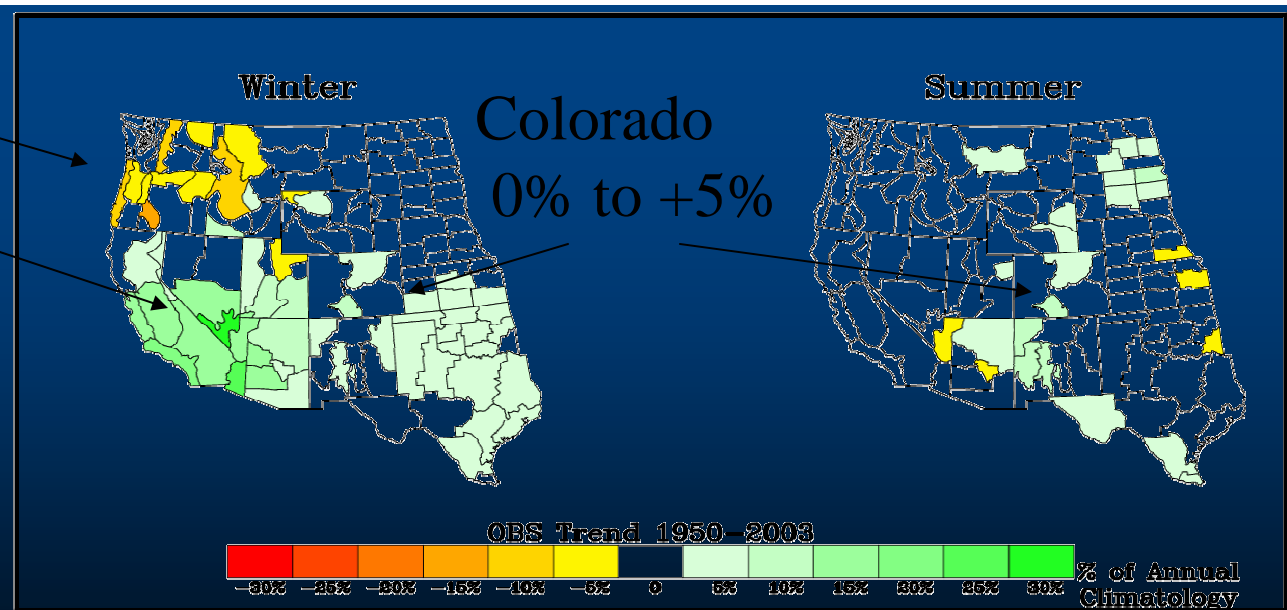 Winter
Summer
Colorado
0% to +5%
OBS Trend 1950-2003
-30% -25% -20% -15% -10% -5% 0 5% 10% 15% 20% 25% 30%
% of Annual
Climatology